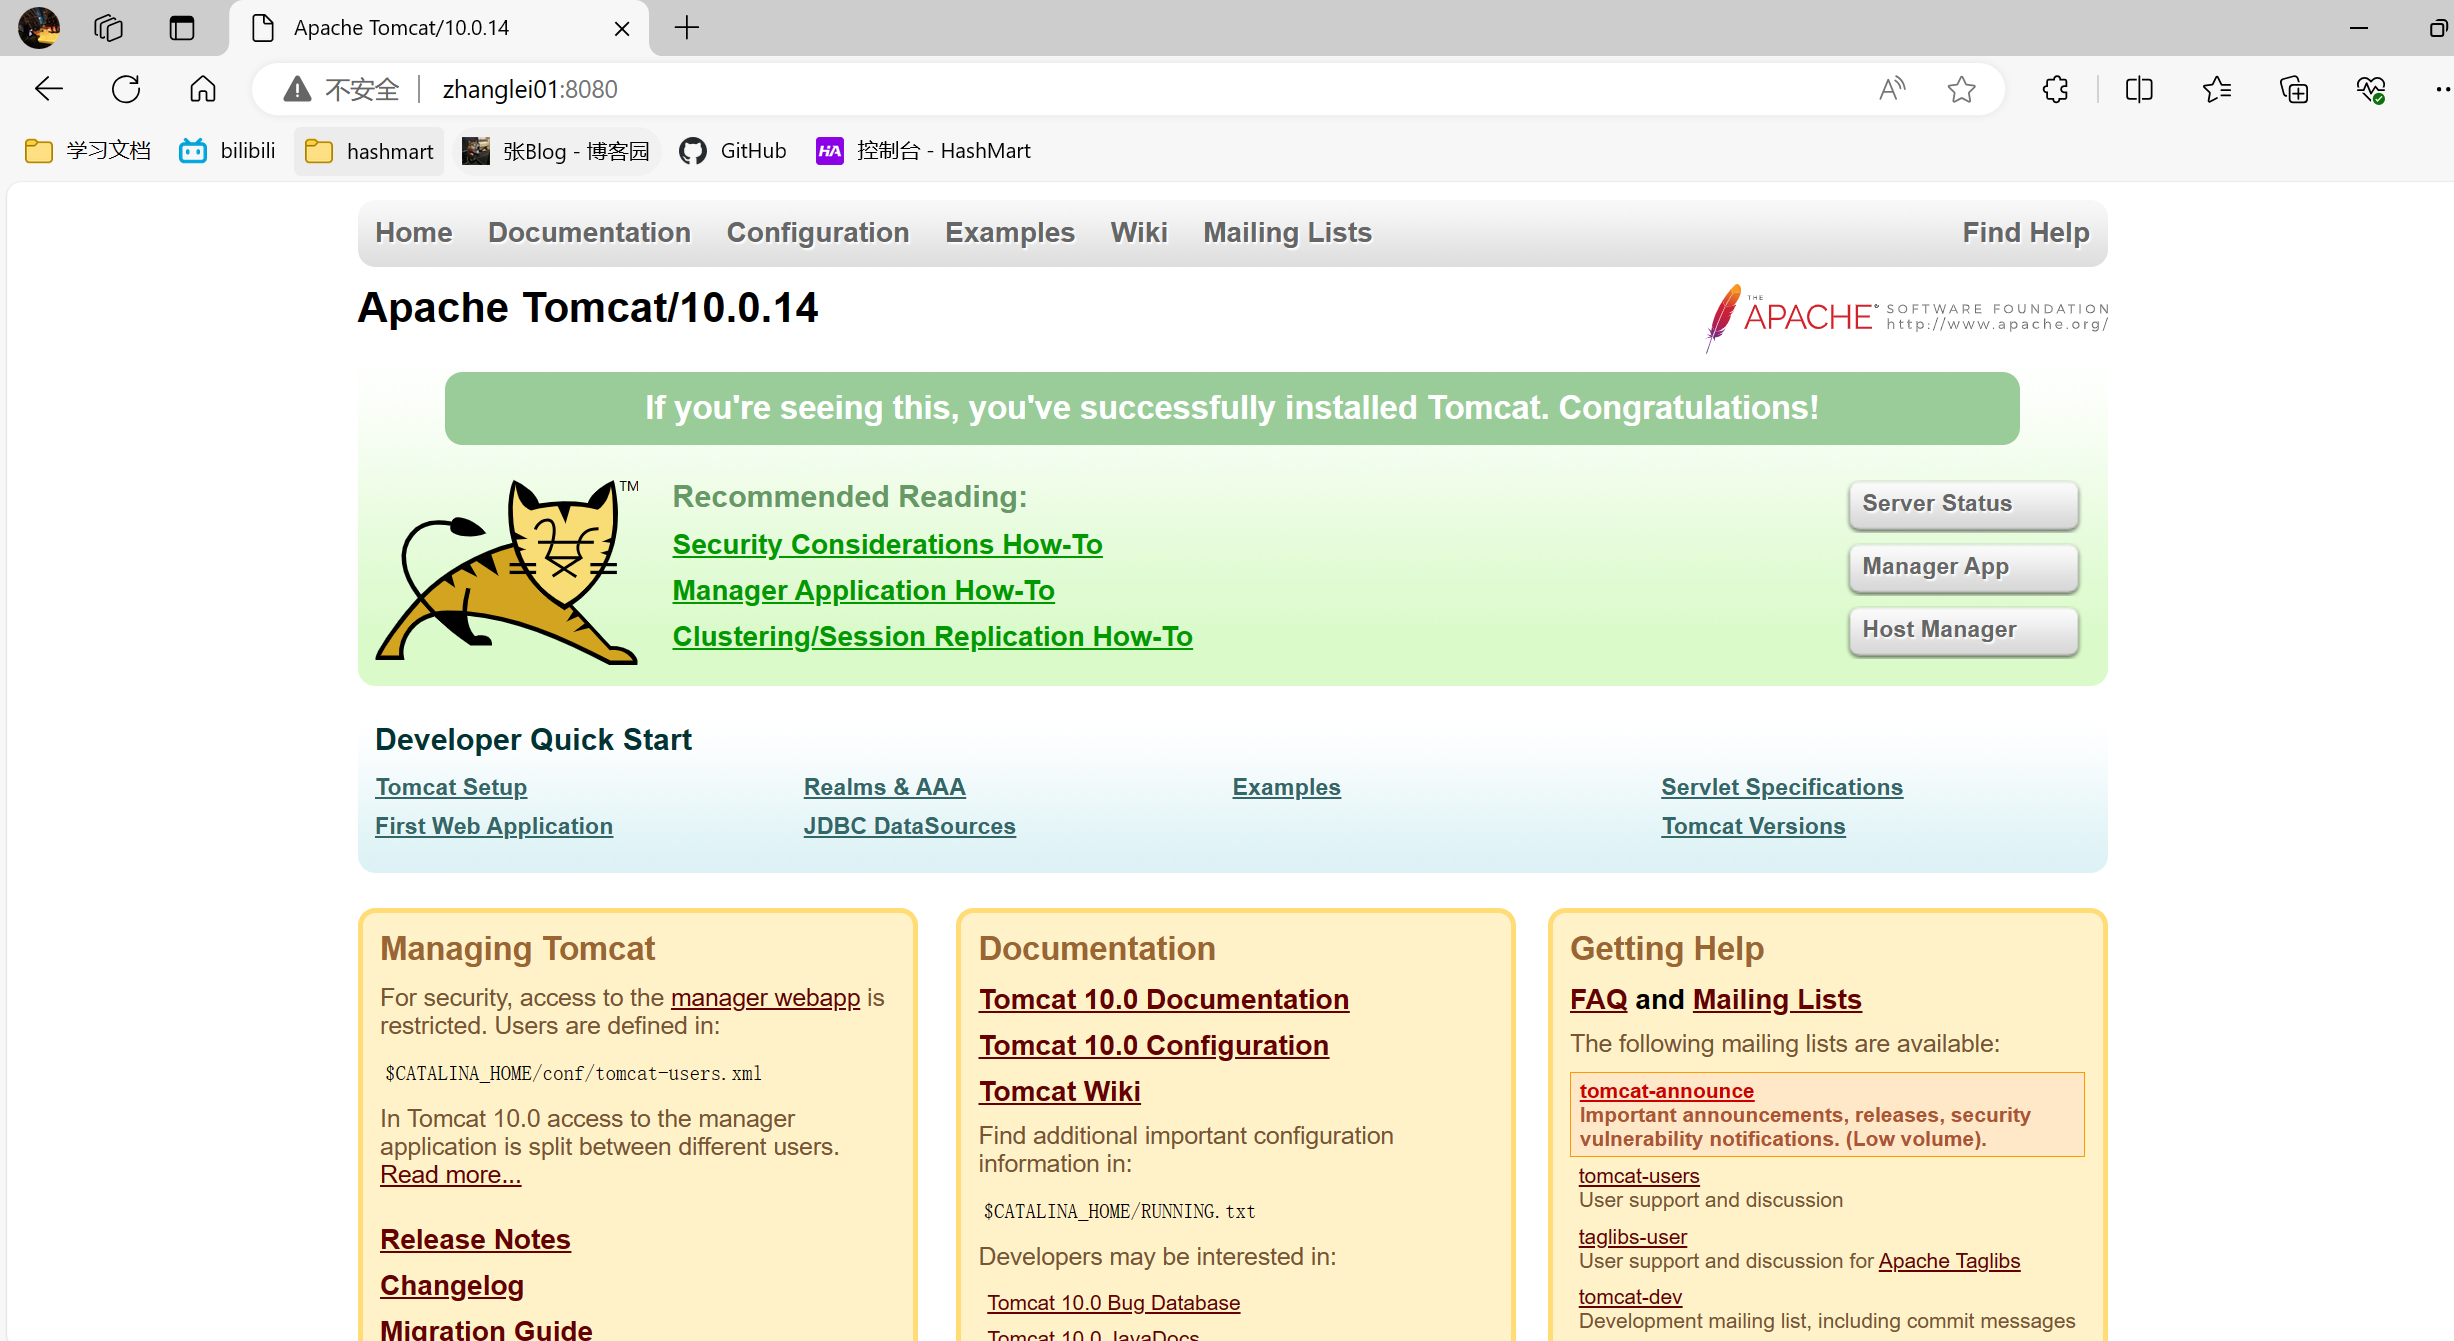 Apache Tomcat/10.0.14
不安全 zhanglei01:8080
学习文档 bilibili hashmart 张Blog - 博客园 GitHub HA 控制台 - HashMart
Home Documentation Configuration Examples Wiki Mailing Lists Find Help
Apache Tomcat/10.0.14
THE APACHE SOFTWARE FOUNDATION
http://www.apache.org/
If you're seeing this, you've successfully installed Tomcat. Congratulations!
TM
Recommended Reading:
Security Considerations How-To
Manager Application How-To
Clustering/Session Replication How-To
Server Status
Manager App
Host Manager
Developer Quick Start
Tomcat Setup Realms & AAA Examples Servlet Specifications
First Web Application JDBC DataSources Tomcat Versions
Managing Tomcat
For security, access to the manager webapp is
restricted. Users are defined in:
$CATALINA_HOME/conf/tomcat-users.xml
In Tomcat 10.0 access to the manager
application is split between different users.
Read more...
Release Notes
Changelog
Migration Guide
Documentation
Tomcat 10.0 Documentation
Tomcat 10.0 Configuration
Tomcat Wiki
Find additional important configuration
information in:
$CATALINA_HOME/RUNNING.txt
Developers may be interested in:
Tomcat 10.0 Bug Database
Tomcat 10.0 JavaDocs
Getting Help
FAQ and Mailing Lists
The following mailing lists are available:
tomcat-announce
Important announcements, releases, security
vulnerability notifications. (Low volume).
tomcat-users
User support and discussion
taglibs-user
User support and discussion for Apache Taglibs
tomcat-dev
Development mailing list, including commit messages